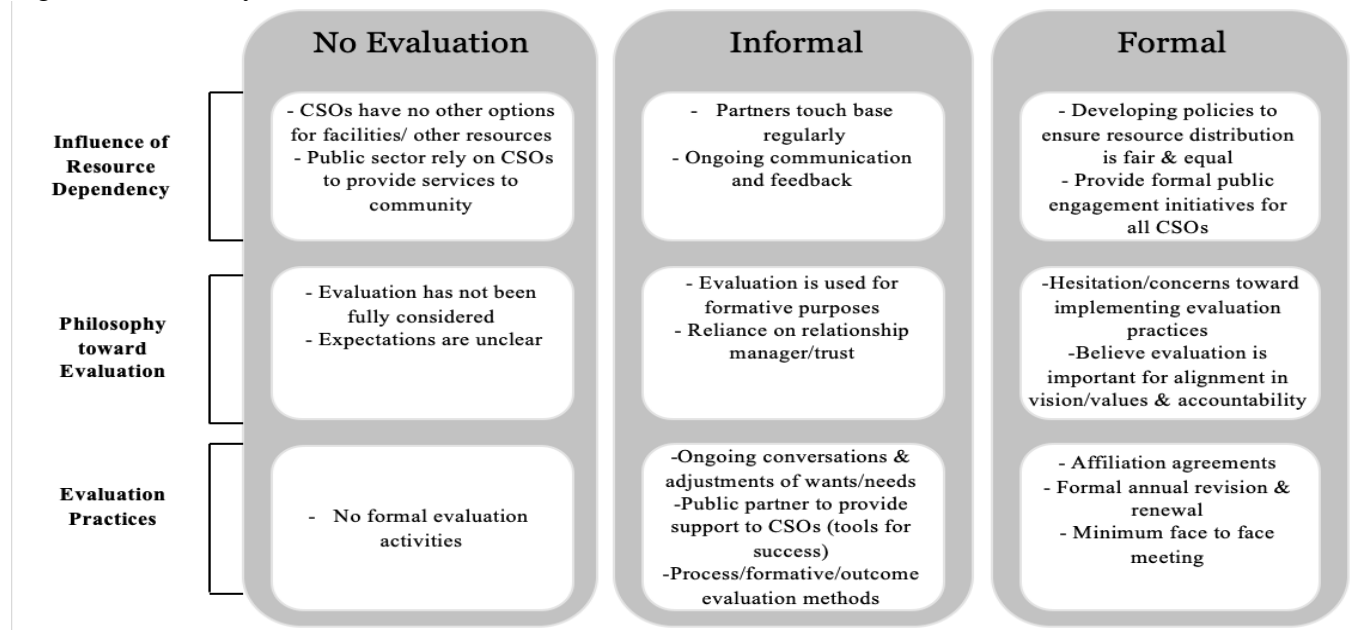 No Evaluation
Informal
Formal
Influence of
Resource
Dependency
- CSOs have no other options
for facilities/ other resources
- Public sector rely on CSOs
to provide services to
community
- Partners touch base
regularly
- Ongoing communication
and feedback
- Developing policies to
ensure resource distribution
is fair & equal
- Provide formal public
engagement initiatives for
all CSOs
Philosophy
toward
Evaluation
- Evaluation has not been
fully considered
- Expectations are unclear
- Evaluation is used for
formative purposes
- Reliance on relationship
manager/trust
-Hesitation/concerns toward
implementing evaluation
practices
-Believe evaluation is
important for alignment in
vision/values & accountability
Evaluation
Practices
- No formal evaluation
activities
-Ongoing conversations &
adjustments of wants/needs
-Public partner to provide
support to CSOs (tools for
success)
-Process/formative/outcome
evaluation methods
- Affiliation agreements
- Formal annual revision &
renewal
- Minimum face to face
meeting